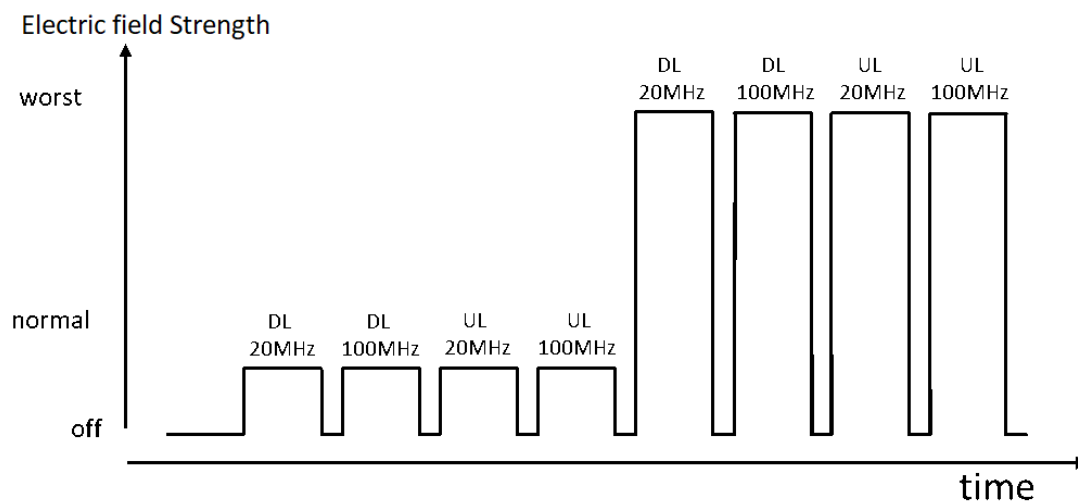 Electric field Strength
worst
DL
20MHz
DL
100MHz
UL
20MHz
UL
100MHz
normal
DL
20MHz
DL
100MHz
UL
20MHz
UL
100MHz
off
time